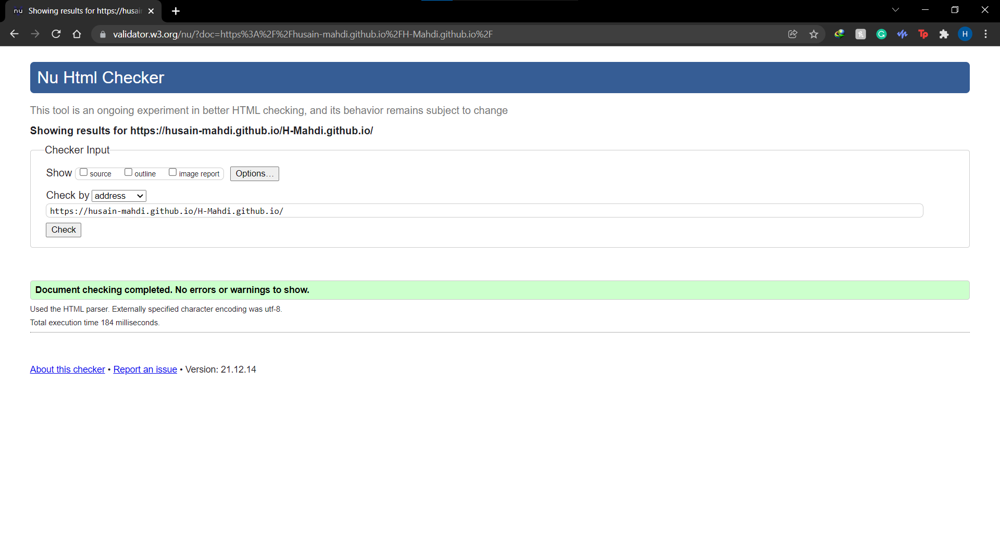 nu Showing results for https://husai
validator.w3.org/nu/?doc=https%3A%2F%2Fhusain-mahdi.github.io%2FH-Mahdi.github.io%2F
Tp
H
Nu Html Checker
This tool is an ongoing experiment in better HTML checking, and its behavior remains subject to change
Showing results for https://husain-mahdi.github.io/H-Mahdi.github.io/
Checker Input
Show source outline image report Options…
Check by address
https://husain-mahdi.github.io/H-Mahdi.github.io/
Check
Document checking completed. No errors or warnings to show.
Used the HTML parser. Externally specified character encoding was utf-8.
Total execution time 184 milliseconds.
About this checker • Report an issue • Version: 21.12.14